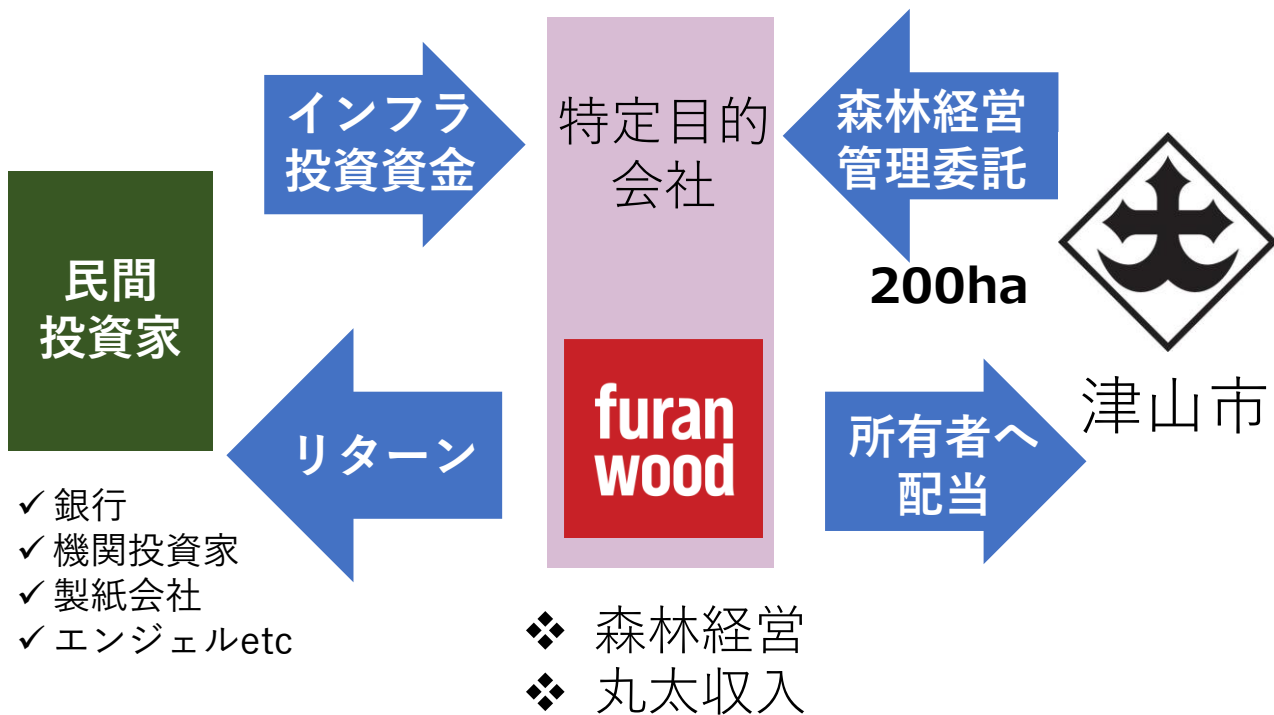 インフラ
投資資金
特定目的
会社
森林経営
管理委託
民間
投資家
200ha
津山市
リターン
furan
wood
所有者へ
配当
✓ 銀行
✓ 機関投資家
✓ 製紙会社
✓ エンジェルetc
❖ 森林経営
❖ 丸太収入